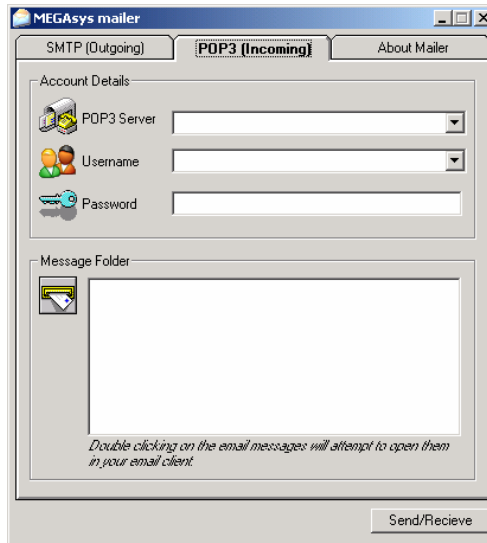 MEGAsys mailer
SMTP (Outgoing)
POP3 (Incoming)
About Mailer
Account Details
POP3 Server
Username
Password
Message Folder
Double clicking on the email messages will attempt to open them
in your email client.
Send/Recieve